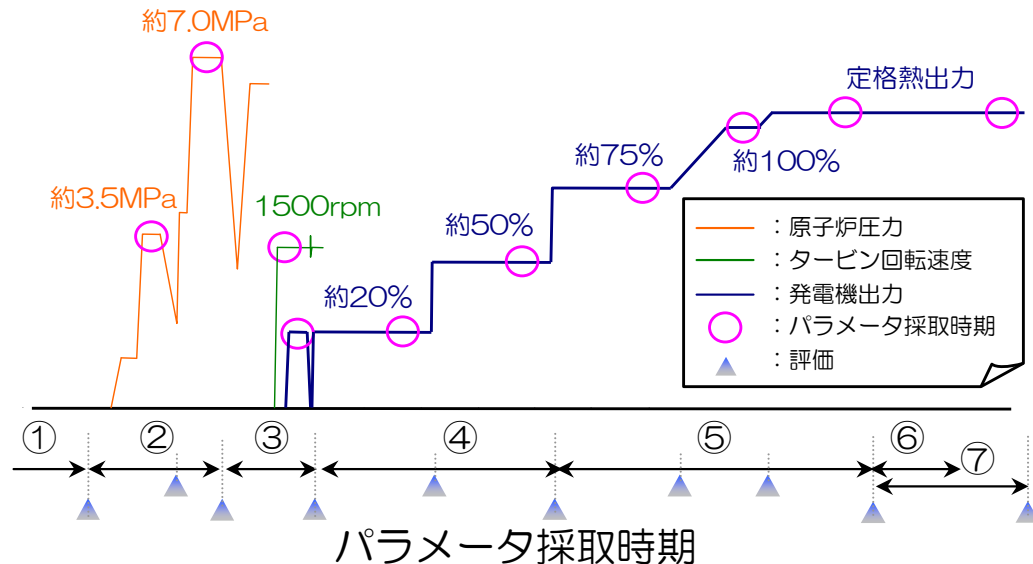 約7.0MPa
定格熱出力
約75%
約100%
約3.5MPa
1500rpm
約50%
約20%
：原子炉圧力
：タービン回転速度
：発電機出力
：パラメータ採取時期
：評価
① ② ③ ④ ⑤ ⑥ ⑦
パラメータ採取時期